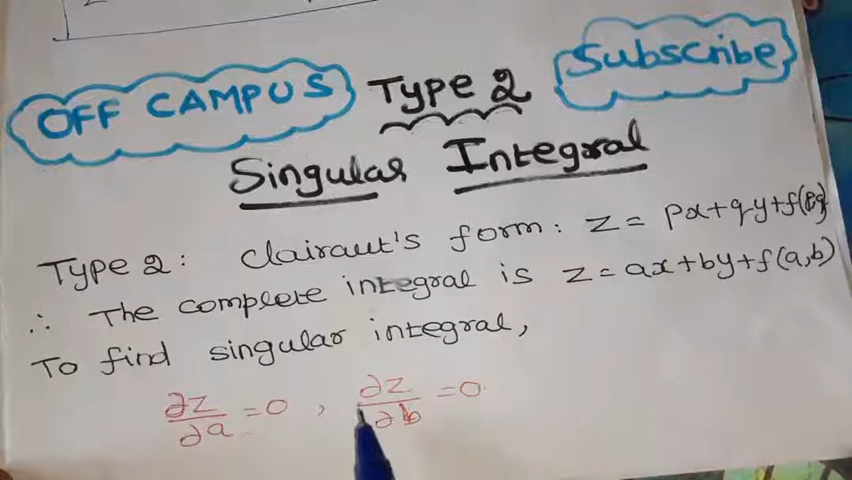 OFF CAMPUS Type 2 Subscribe
Singular Integral
Type 2: Clairaut's form: z = px+qy+f(p,q)
∴ The complete integral is z=ax+by+f(a,b)
To find singular integral,
∂z/∂a =0 , ∂z/∂b =0